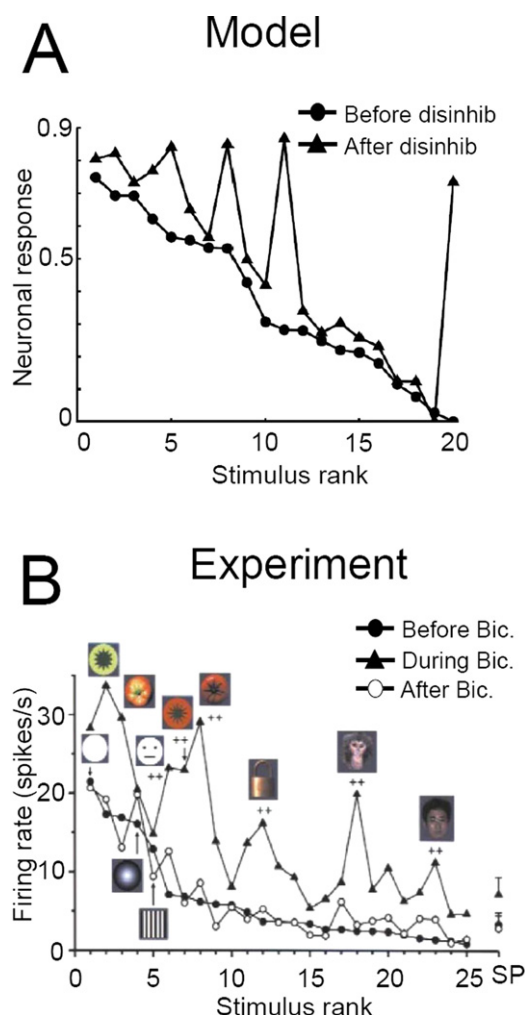 A
Model
Before disinhib
After disinhib
0.9
0.5
0
Neuronal response
0 5 10 15 20
Stimulus rank
B
Experiment
Before Bic.
During Bic.
After Bic.
30
20
10
0
Firing rate (spikes/s)
++
++
++
++
++
++
0 5 10 15 20 25 SP
Stimulus rank